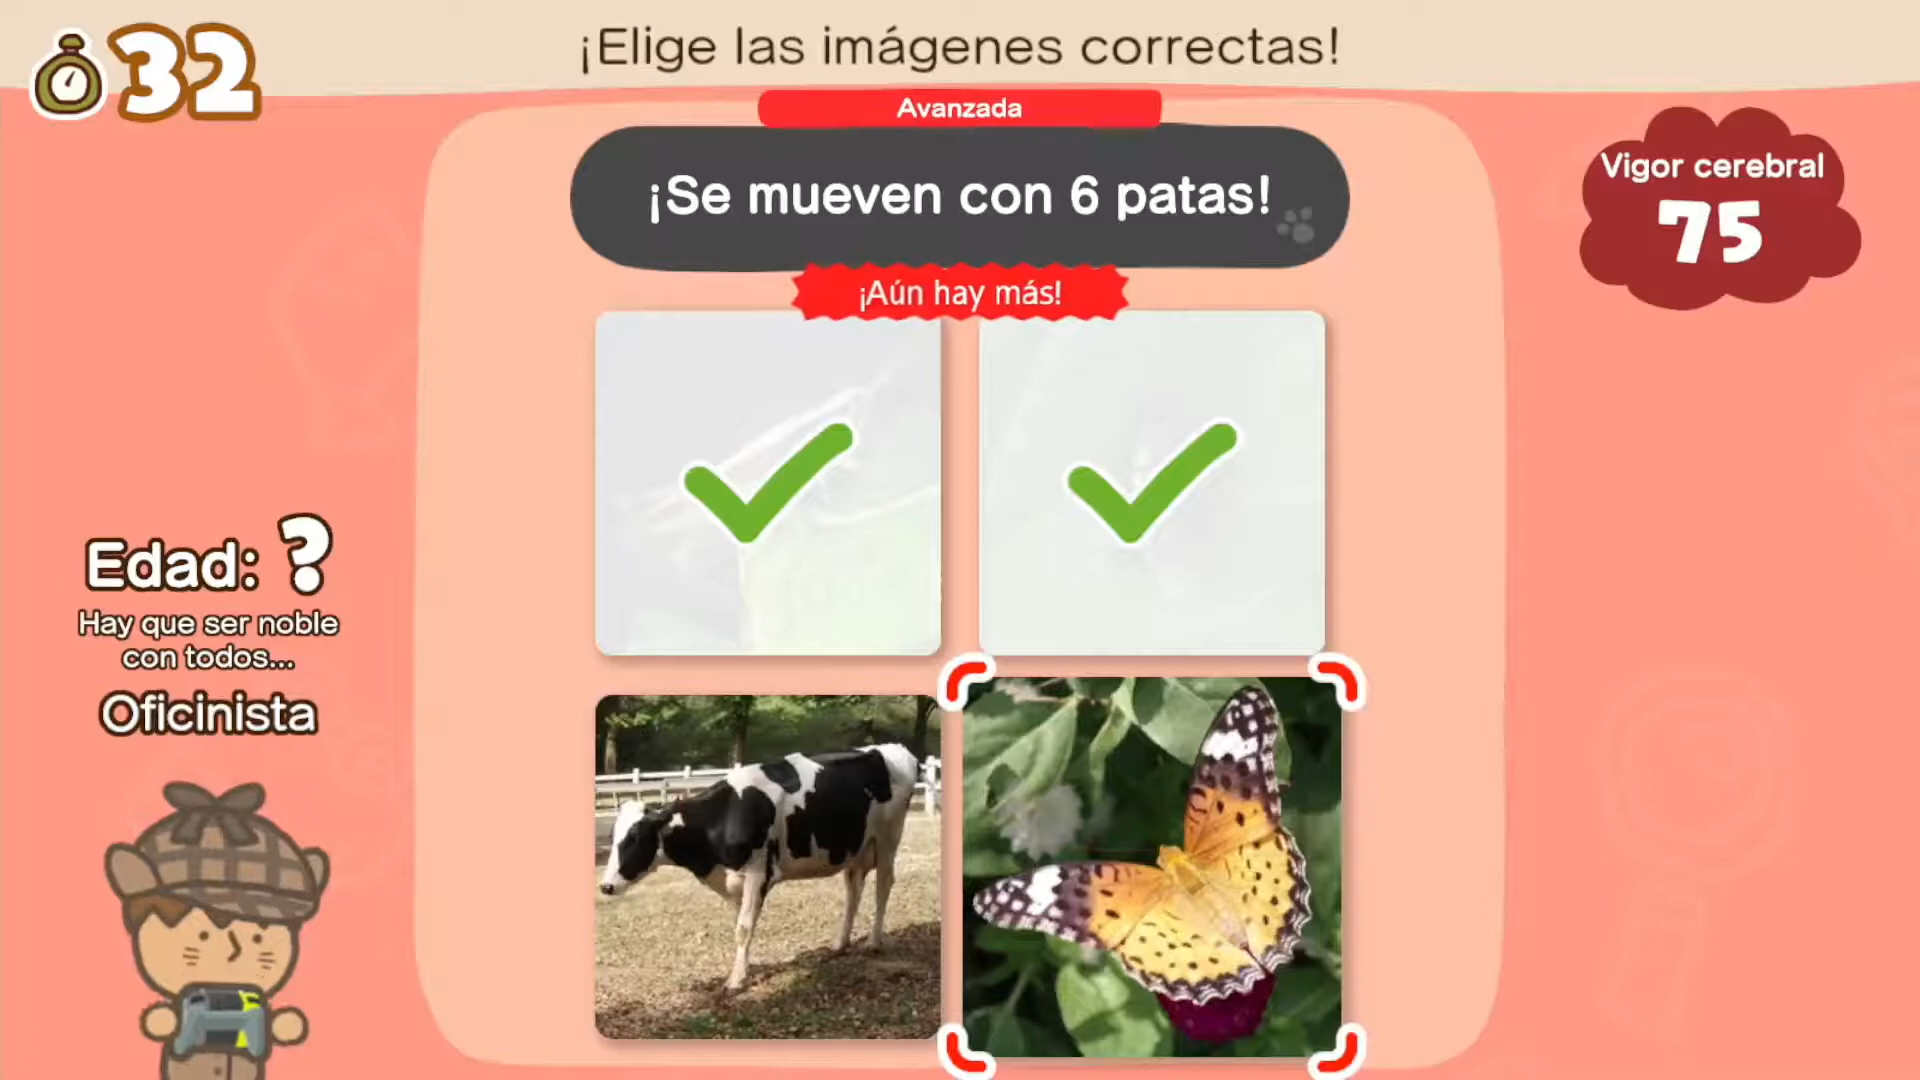 32
¡Elige las imágenes correctas!
Avanzada
¡Se mueven con 6 patas!
¡Aún hay más!
Vigor cerebral
75
Edad: ?
Hay que ser noble
con todos...
Oficinista